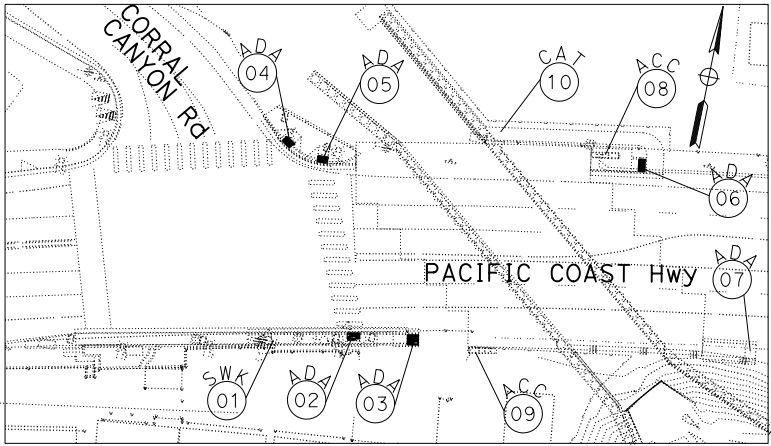 CORRAL
CANYON Rd
ADA
04
ADA
05
CAT
10
ACC
08
ADA
06
PACIFIC COAST Hwy
ADA
07
SWK
01
ADA
02
ADA
03
ACC
09